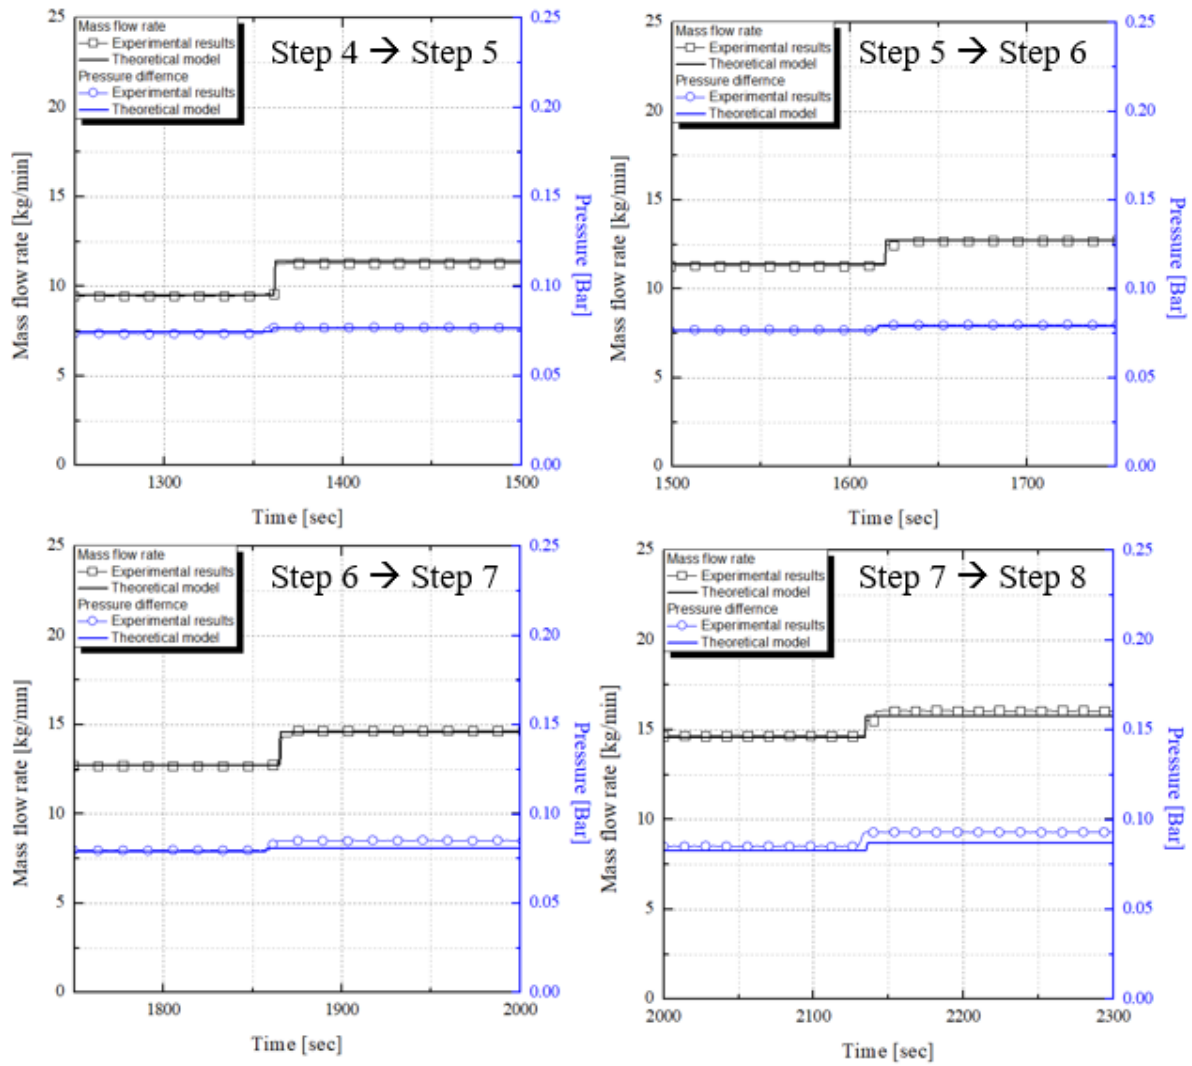 Mass flow rate
Experimental results
Theoretical model
Pressure differnce
Experimental results
Theoretical model
Step 4 → Step 5
25
20
15
10
5
0
Mass flow rate [kg/min]
0.25
0.20
0.15
0.10
0.05
0.00
Pressure [Bar]
1300
1400
1500
Time [sec]
Mass flow rate
Experimental results
Theoretical model
Pressure differnce
Experimental results
Theoretical model
Step 5 → Step 6
25
20
15
10
5
0
Mass flow rate [kg/min]
0.25
0.20
0.15
0.10
0.05
0.00
Pressure [Bar]
1500
1600
1700
Time [sec]
Mass flow rate
Experimental results
Theoretical model
Pressure differnce
Experimental results
Theoretical model
Step 6 → Step 7
25
20
15
10
5
0
Mass flow rate [kg/min]
0.25
0.20
0.15
0.10
0.05
0.00
Pressure [Bar]
1800
1900
2000
Time [sec]
Mass flow rate
Experimental results
Theoretical model
Pressure differnce
Experimental results
Theoretical model
Step 7 → Step 8
25
20
15
10
5
0
Mass flow rate [kg/min]
0.25
0.20
0.15
0.10
0.05
0.00
Pressure [Bar]
2000
2100
2200
2300
Time [sec]